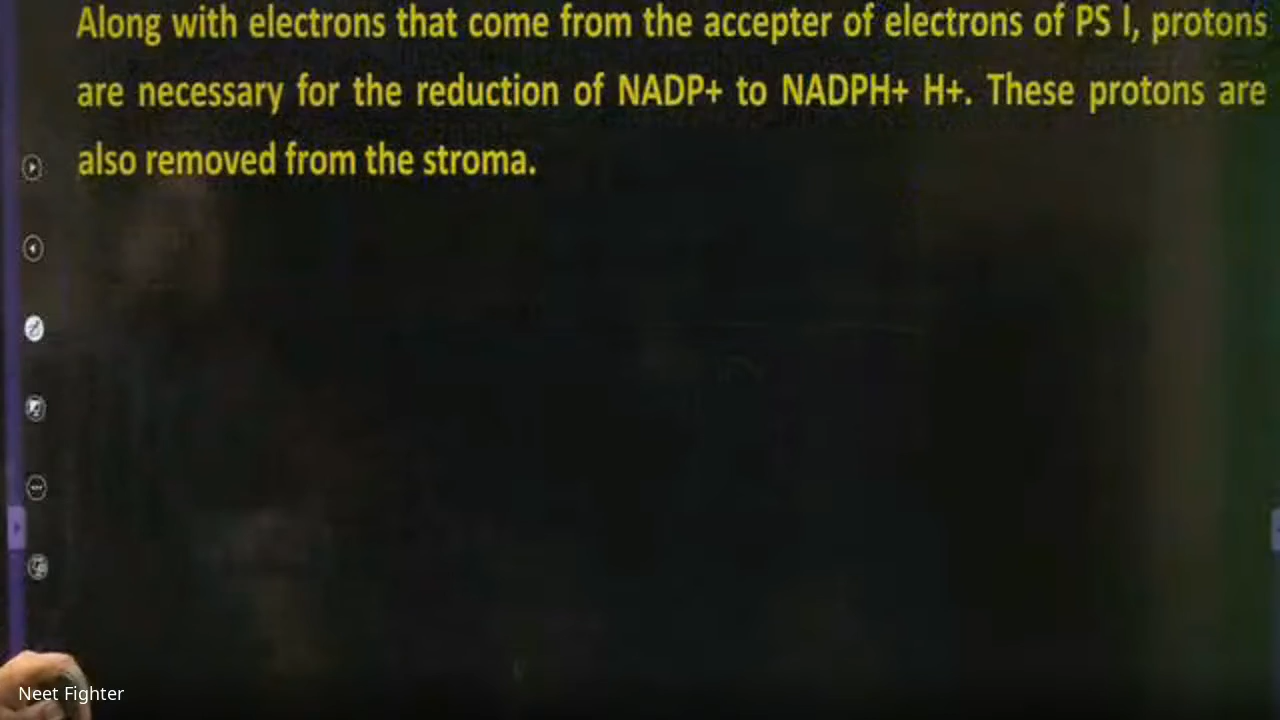 Along with electrons that come from the accepter of electrons of PS I, protons
are necessary for the reduction of NADP+ to NADPH+ H+. These protons are
also removed from the stroma.
Neet Fighter